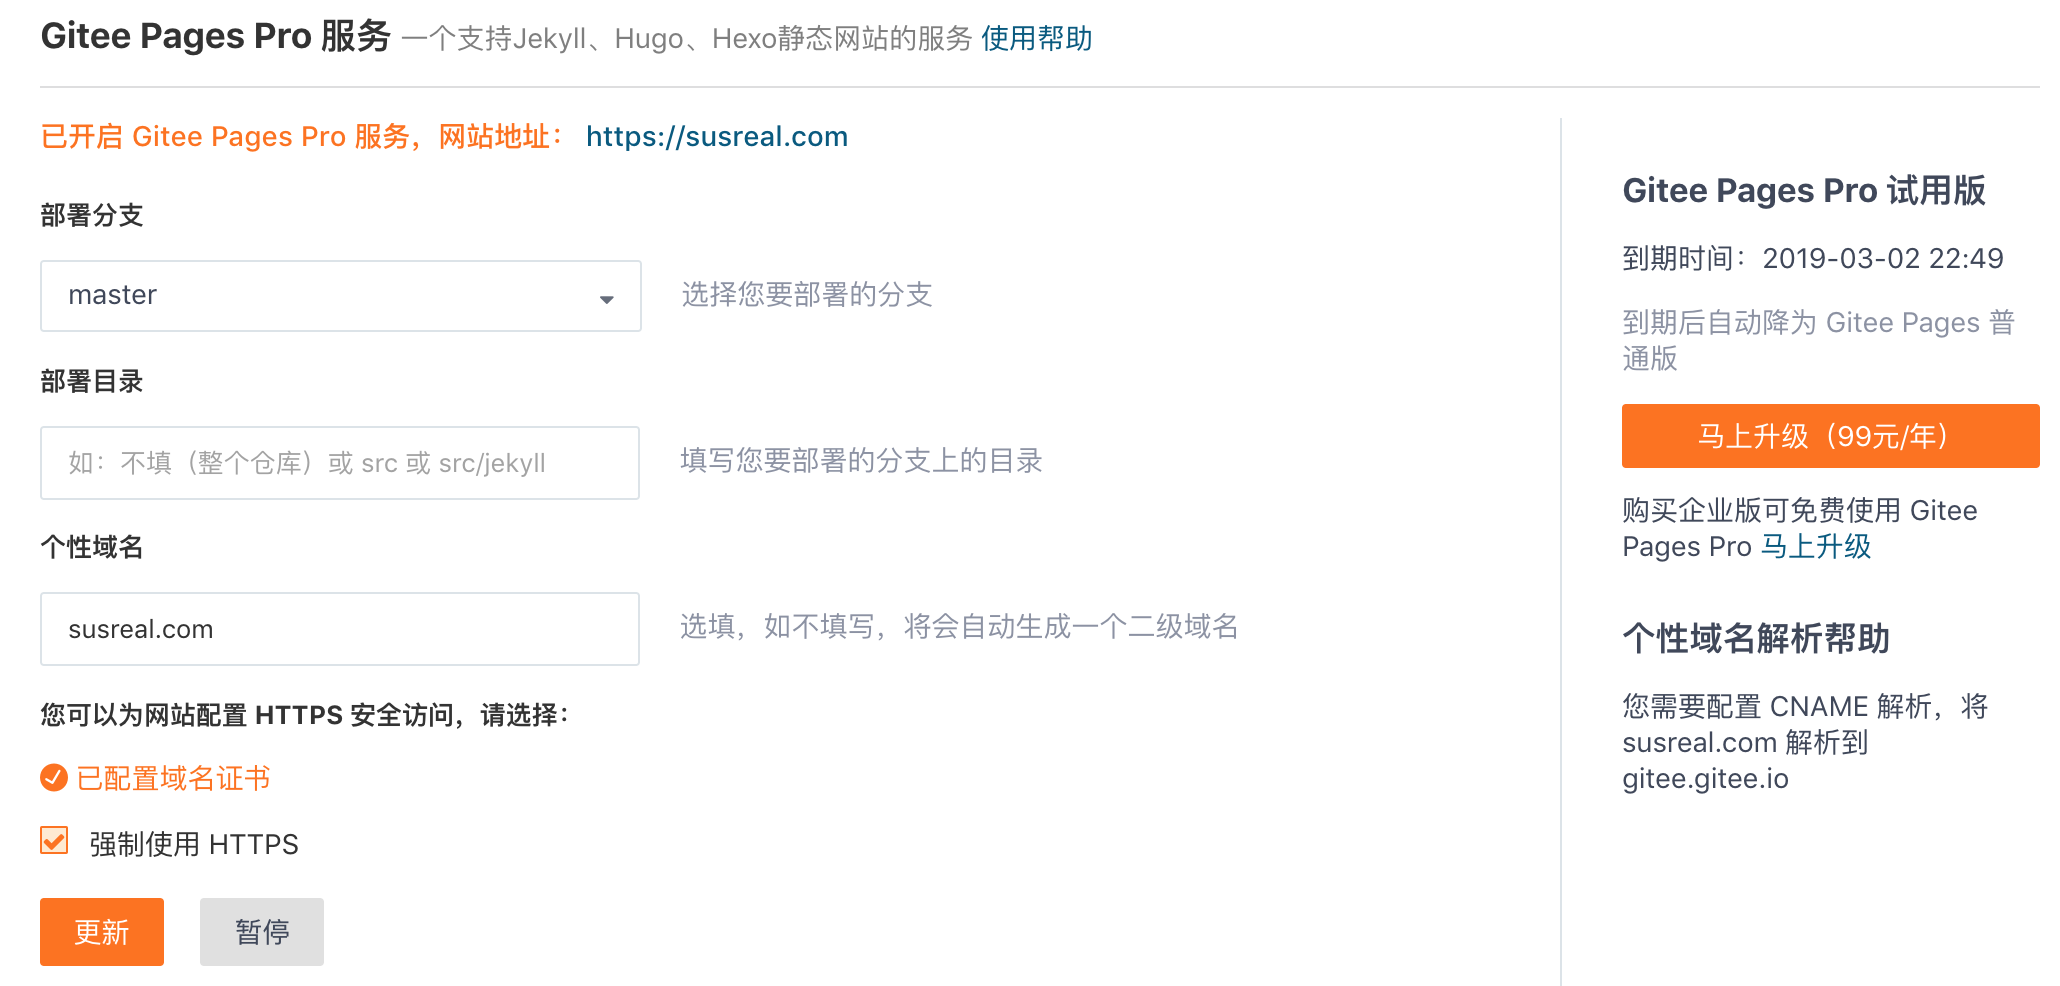 Gitee Pages Pro 服务 一个支持Jekyll、Hugo、Hexo静态网站的服务 使用帮助
已开启 Gitee Pages Pro 服务，网站地址： https://susreal.com
部署分支
master
选择您要部署的分支
部署目录
如：不填（整个仓库）或 src 或 src/jekyll
填写您要部署的分支上的目录
个性域名
susreal.com
选填，如不填写，将会自动生成一个二级域名
您可以为网站配置 HTTPS 安全访问，请选择：
已配置域名证书
强制使用 HTTPS
更新
暂停
Gitee Pages Pro 试用版
到期时间：2019-03-02 22:49
到期后自动降为 Gitee Pages 普
通版
马上升级（99元/年）
购买企业版可免费使用 Gitee
Pages Pro 马上升级
个性域名解析帮助
您需要配置 CNAME 解析，将
susreal.com 解析到
gitee.gitee.io